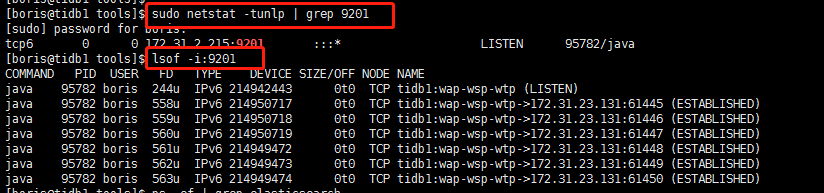 [boris@tidb1 tools]$ sudo netstat -tunlp | grep 9201
[sudo] password for boris:
tcp6 0 0 172.31.2.215:9201 :::* LISTEN 95782/java
[boris@tidb1 tools]$ lsof -i:9201
COMMAND PID USER FD TYPE DEVICE SIZE/OFF NODE NAME
java 95782 boris 244u IPv6 214942443 0t0 TCP tidb1:wap-wsp-wtp (LISTEN)
java 95782 boris 558u IPv6 214950717 0t0 TCP tidb1:wap-wsp-wtp->172.31.23.131:61445 (ESTABLISHED)
java 95782 boris 559u IPv6 214950718 0t0 TCP tidb1:wap-wsp-wtp->172.31.23.131:61446 (ESTABLISHED)
java 95782 boris 560u IPv6 214950719 0t0 TCP tidb1:wap-wsp-wtp->172.31.23.131:61447 (ESTABLISHED)
java 95782 boris 561u IPv6 214949472 0t0 TCP tidb1:wap-wsp-wtp->172.31.23.131:61448 (ESTABLISHED)
java 95782 boris 562u IPv6 214949473 0t0 TCP tidb1:wap-wsp-wtp->172.31.23.131:61449 (ESTABLISHED)
java 95782 boris 563u IPv6 214949474 0t0 TCP tidb1:wap-wsp-wtp->172.31.23.131:61450 (ESTABLISHED)
[boris@tidb1 tools]$ ps -ef | grep elasticsearch